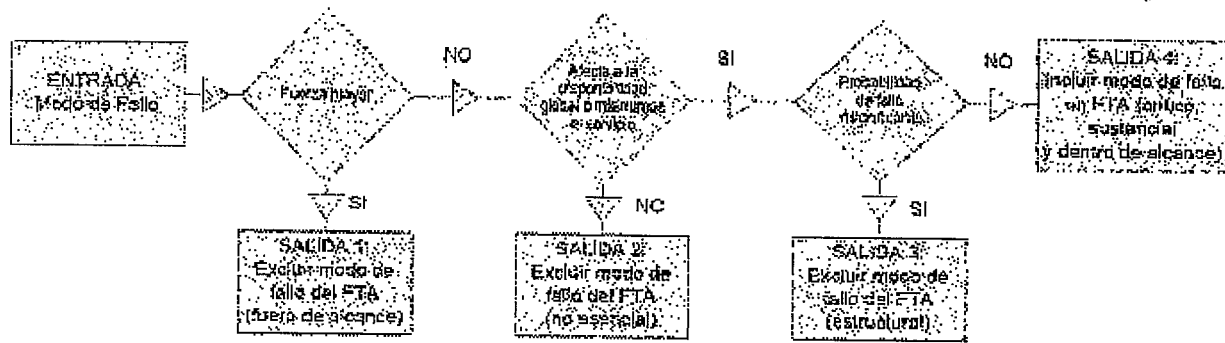 ENTRADA
Modo de Fallo
Fuerza mayor
NO
Afecta a la
disponibilidad
global o interrumpe
el servicio
SI
Probabilidad
de fallo
NO
SALIDA 4:
Incluir modo de fallo
en FTA (crítico,
sustancial
y dentro de alcance)
SI
SALIDA 1:
Excluir modo de
fallo del FTA
(fuera de alcance)
NO
SALIDA 2:
Excluir modo de
fallo del FTA
(no esencial)
SI
SALIDA 3:
Excluir modo de
fallo del FTA
(estructural)